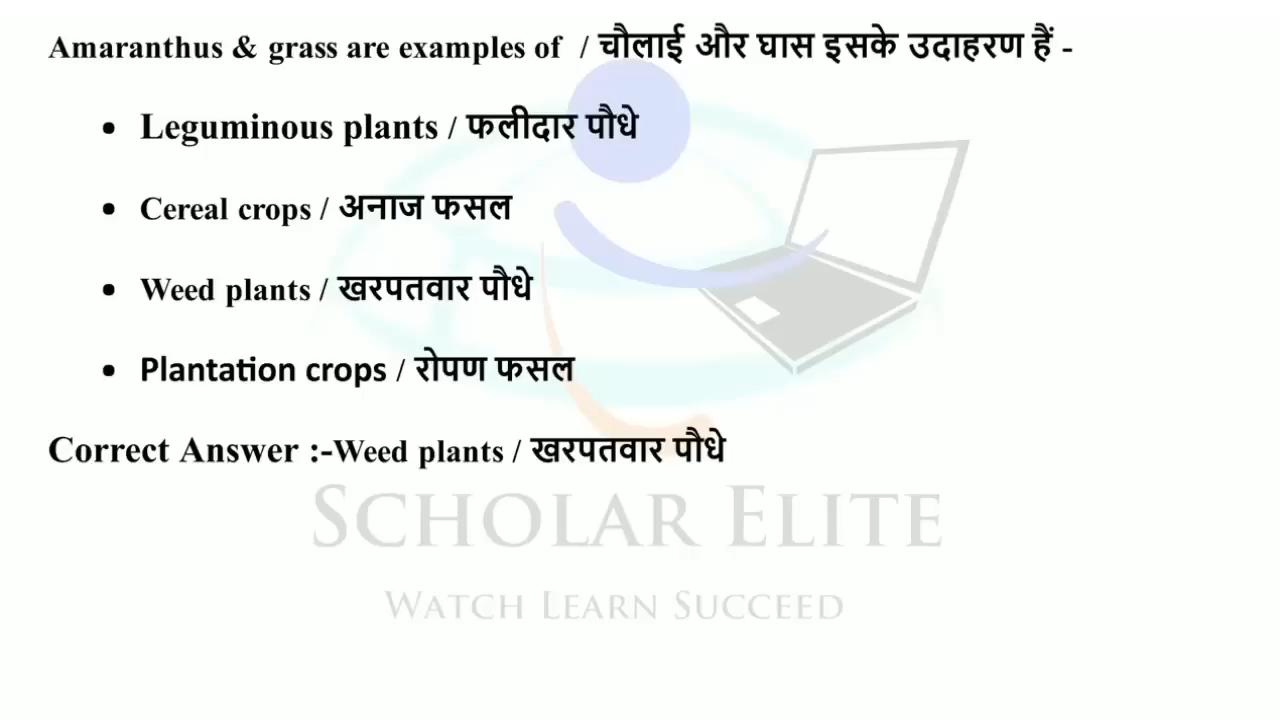 Amaranthus & grass are examples of / चौलाई और घास इसके उदाहरण हैं -
• Leguminous plants / फलीदार पौधे
• Cereal crops / अनाज फसल
• Weed plants / खरपतवार पौधे
• Plantation crops / रोपण फसल
Correct Answer :-Weed plants / खरपतवार पौधे
SCHOLAR ELITE
WATCH LEARN SUCCEED